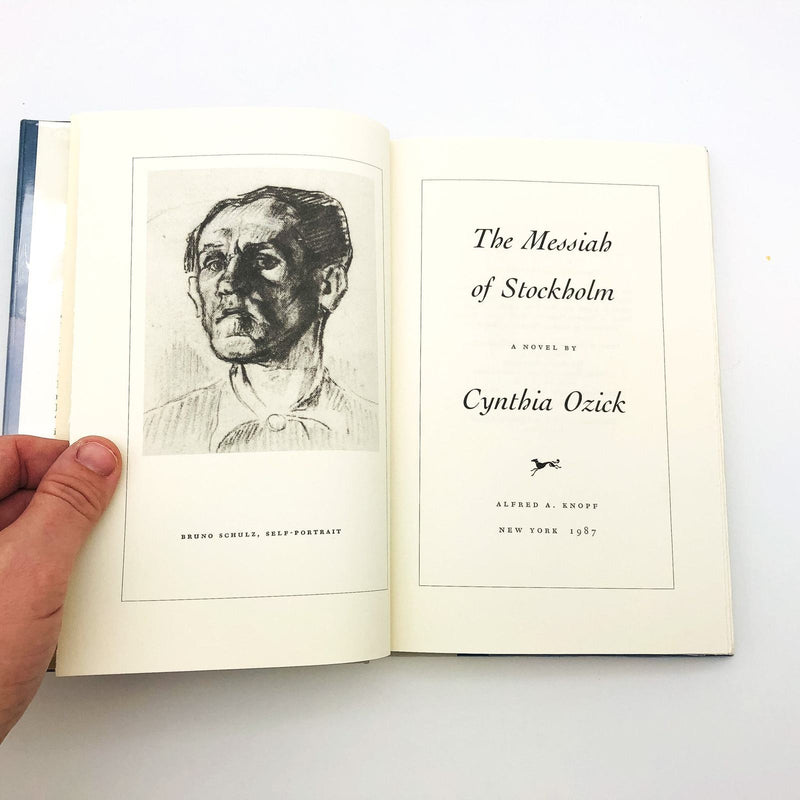 BRUNO SCHULZ, SELF-PORTRAIT
The Messiah
of Stockholm
A NOVEL BY
Cynthia Ozick
ALFRED A. KNOPF
NEW YORK 1987